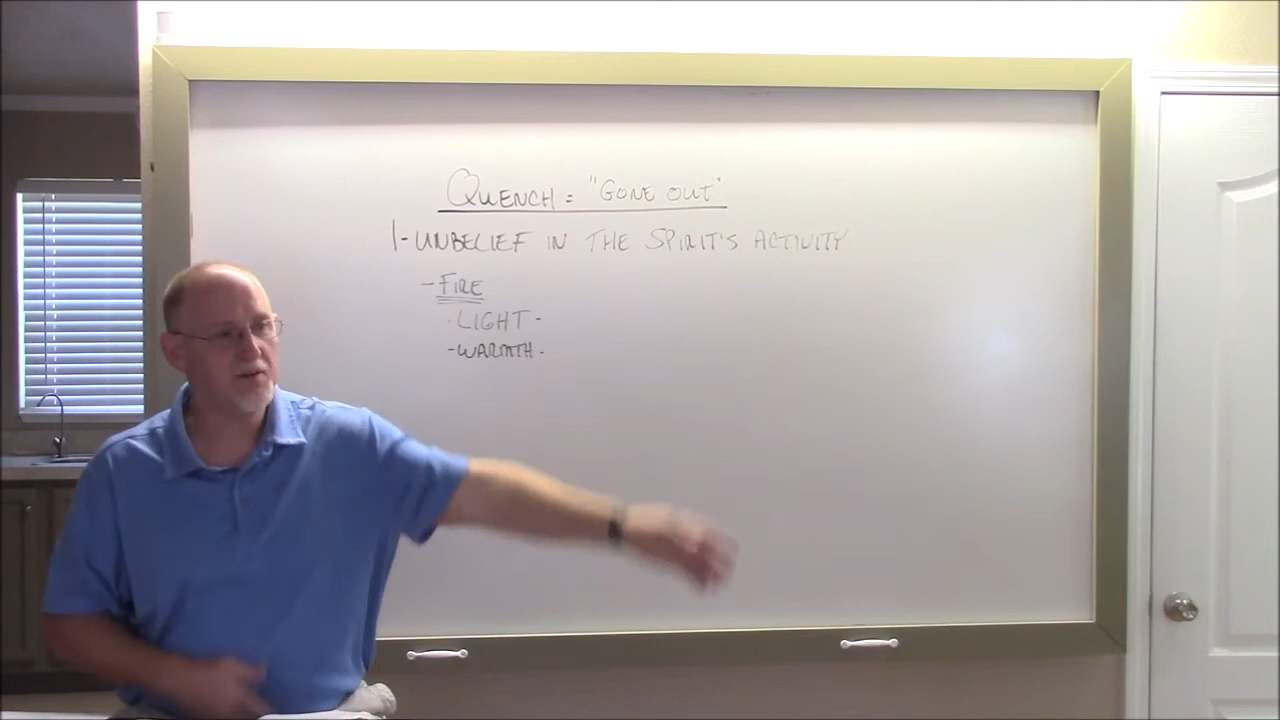 QUENCH = "GONE OUT"
1-UNBELIEF IN THE SPIRIT'S ACTIVITY
-FIRE
-LIGHT-
-WARMTH-